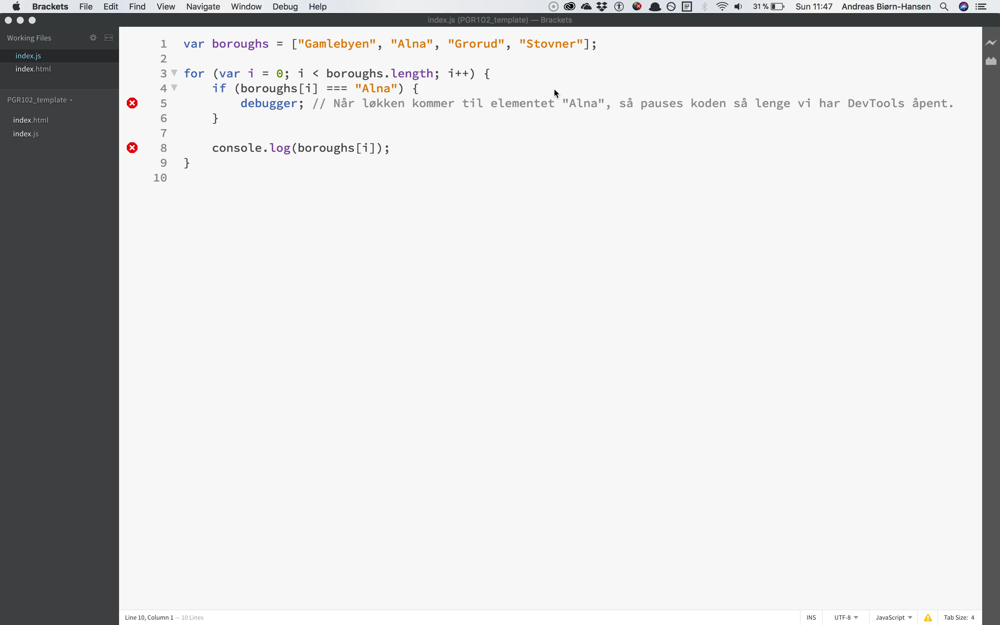 Brackets File Edit Find View Navigate Window Debug Help 31 % Sun 11:47 Andreas Biørn-Hansen
index.js (PGR102_template) — Brackets
Working Files
index.js
index.html
PGR102_template
index.html
index.js
1 var boroughs = ["Gamlebyen", "Alna", "Grorud", "Stovner"];
2
3 for (var i = 0; i < boroughs.length; i++) {
4 if (boroughs[i] === "Alna") {
5 debugger; // Når løkken kommer til elementet "Alna", så pauses koden så lenge vi har DevTools åpent.
6 }
7
8 console.log(boroughs[i]);
9 }
10
Line 10, Column 1 — 10 Lines INS UTF-8 JavaScript Tab Size: 4